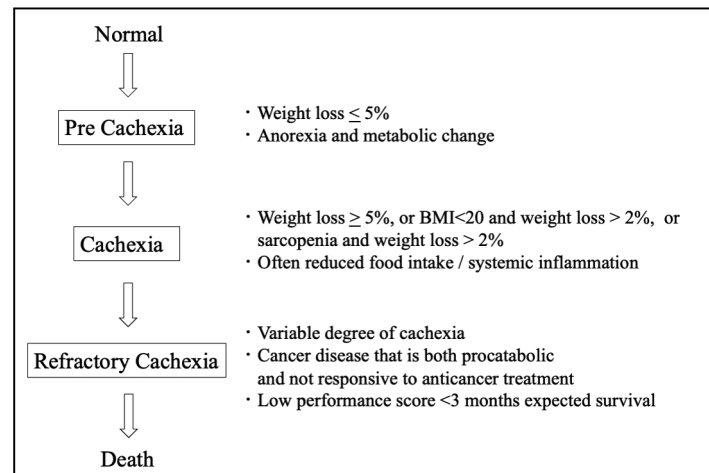 Normal
Pre Cachexia
・Weight loss ≤ 5%
・Anorexia and metabolic change
Cachexia
・Weight loss ≥ 5%, or BMI<20 and weight loss > 2%, or
sarcopenia and weight loss > 2%
・Often reduced food intake / systemic inflammation
Refractory Cachexia
・Variable degree of cachexia
・Cancer disease that is both procatabolic
and not responsive to anticancer treatment
・Low performance score <3 months expected survival
Death